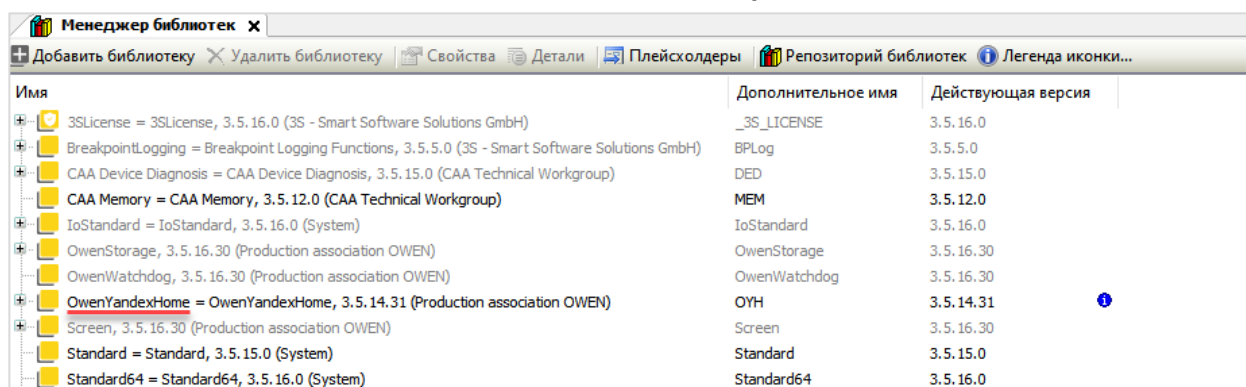 Менеджер библиотек
Добавить библиотеку Удалить библиотеку Свойства Детали Плейсхолдеры Репозиторий библиотек Легенда иконки...
Имя Дополнительное имя Действующая версия
3SLicense = 3SLicense, 3.5.16.0 (3S - Smart Software Solutions GmbH) _3S_LICENSE 3.5.16.0
BreakpointLogging = Breakpoint Logging Functions, 3.5.5.0 (3S - Smart Software Solutions GmbH) BPLog 3.5.5.0
CAA Device Diagnosis = CAA Device Diagnosis, 3.5.15.0 (CAA Technical Workgroup) DED 3.5.15.0
CAA Memory = CAA Memory, 3.5.12.0 (CAA Technical Workgroup) MEM 3.5.12.0
IoStandard = IoStandard, 3.5.16.0 (System) IoStandard 3.5.16.0
OwenStorage, 3.5.16.30 (Production association OWEN) OwenStorage 3.5.16.30
OwenWatchdog, 3.5.16.30 (Production association OWEN) OwenWatchdog 3.5.16.30
OwenYandexHome = OwenYandexHome, 3.5.14.31 (Production association OWEN) OYH 3.5.14.31
Screen, 3.5.16.30 (Production association OWEN) Screen 3.5.16.30
Standard = Standard, 3.5.15.0 (System) Standard 3.5.15.0
Standard64 = Standard64, 3.5.16.0 (System) Standard64 3.5.16.0